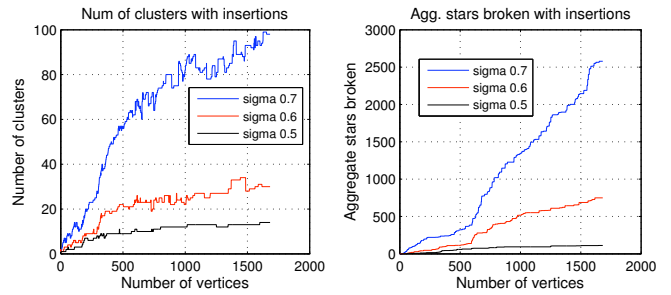 Num of clusters with insertions
Number of clusters
100
80
60
40
20
0
sigma 0.7
sigma 0.6
sigma 0.5
0 500 1000 1500 2000
Number of vertices
Agg. stars broken with insertions
Aggregate stars broken
3000
2500
2000
1500
1000
500
0
sigma 0.7
sigma 0.6
sigma 0.5
0 500 1000 1500 2000
Number of vertices